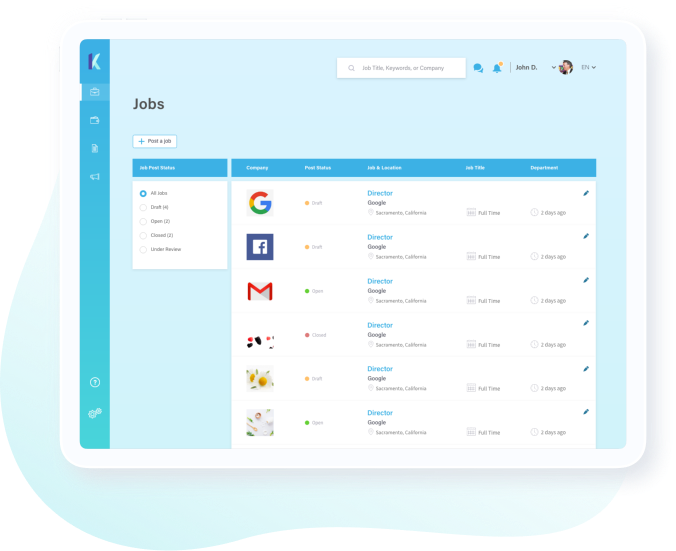 K
Job Title, Keywords, or Company
John D.
EN
Jobs
+ Post a job
Job Post Status
Company Post Status Job & Location Job Title Department
All Jobs
Draft (4)
Open (2)
Closed (2)
Under Review
Director
Draft Google
Sacramento, California Full Time 2 days ago
Director
Draft Google
Sacramento, California Full Time 2 days ago
Director
Open Google
Sacramento, California Full Time 2 days ago
Director
Closed Google
Sacramento, California Full Time 2 days ago
Director
Draft Google
Sacramento, California Full Time 2 days ago
Director
Open Google
Sacramento, California Full Time 2 days ago